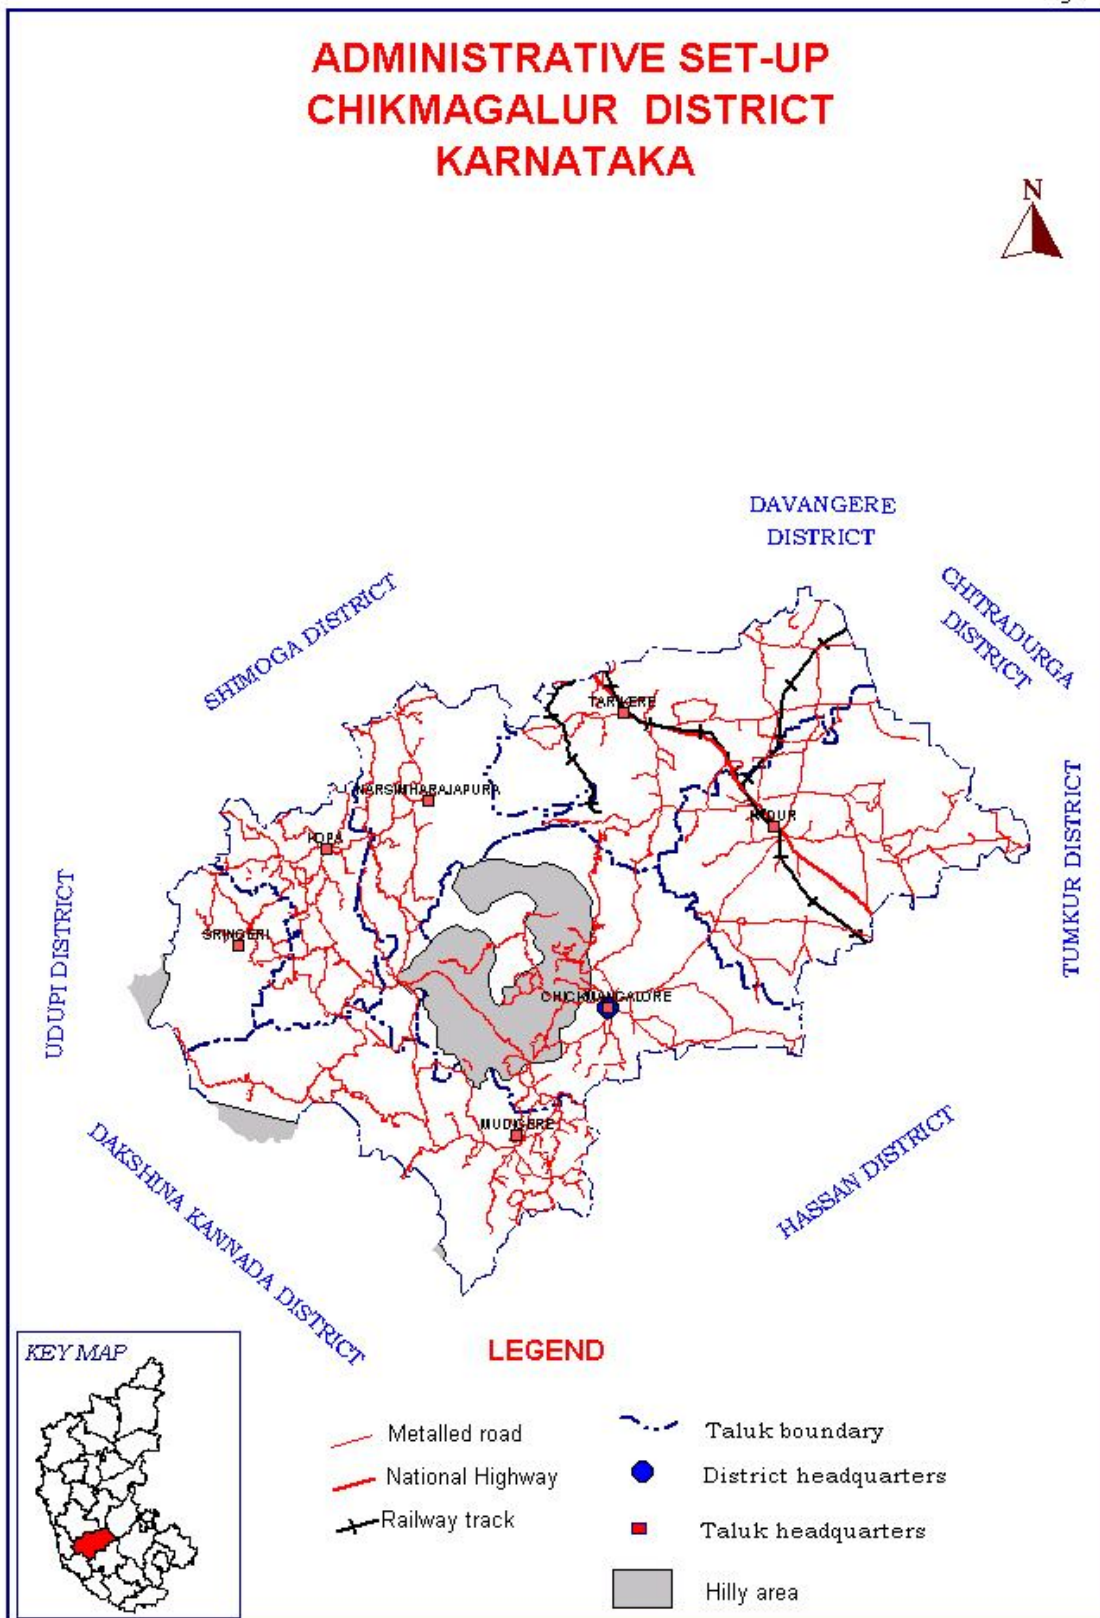 ADMINISTRATIVE SET-UP
CHIKMAGALUR DISTRICT
KARNATAKA
N
DAVANGERE
DISTRICT
CHITRADURGA
DISTRICT
SHIMOGA DISTRICT
TARIKERE
NARSIMHARAJAPURA
KOPA
KADUR
TUMKUR DISTRICT
UDUPI DISTRICT
SRINGERI
CHICKMANGALORE
MUDIGERE
HASSAN DISTRICT
DAKSHINA KANNADA DISTRICT
KEY MAP
LEGEND
Metalled road
National Highway
Railway track
Taluk boundary
District headquarters
Taluk headquarters
Hilly area